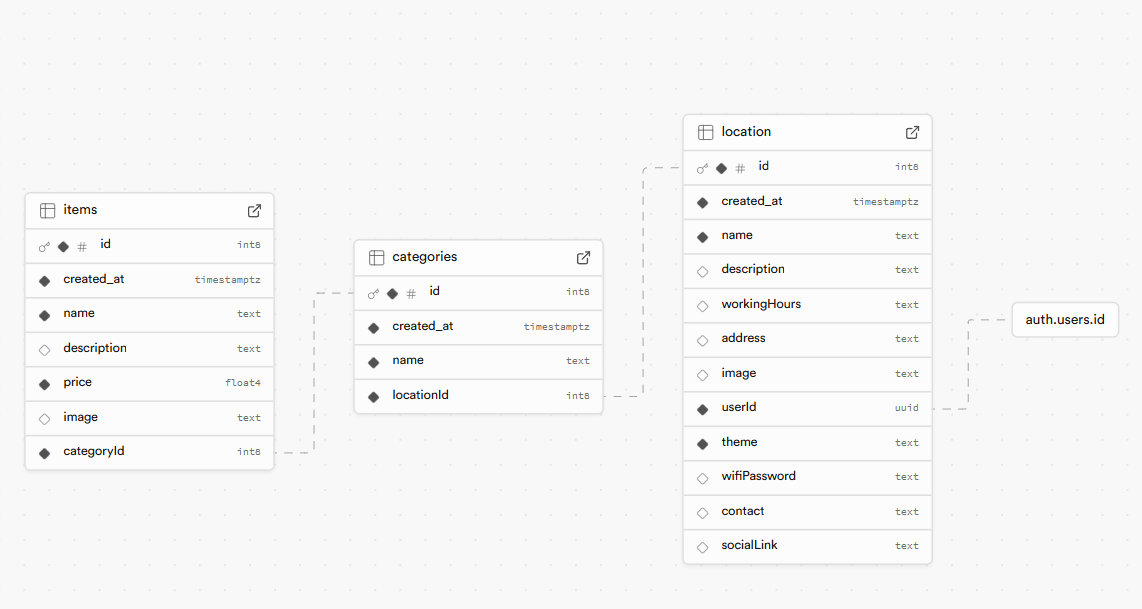 items
# id int8
created_at timestamptz
name text
description text
price float4
image text
categoryId int8
categories
# id int8
created_at timestamptz
name text
locationId int8
location
# id int8
created_at timestamptz
name text
description text
workingHours text
address text
image text
userId uuid
theme text
wifiPassword text
contact text
socialLink text
auth.users.id